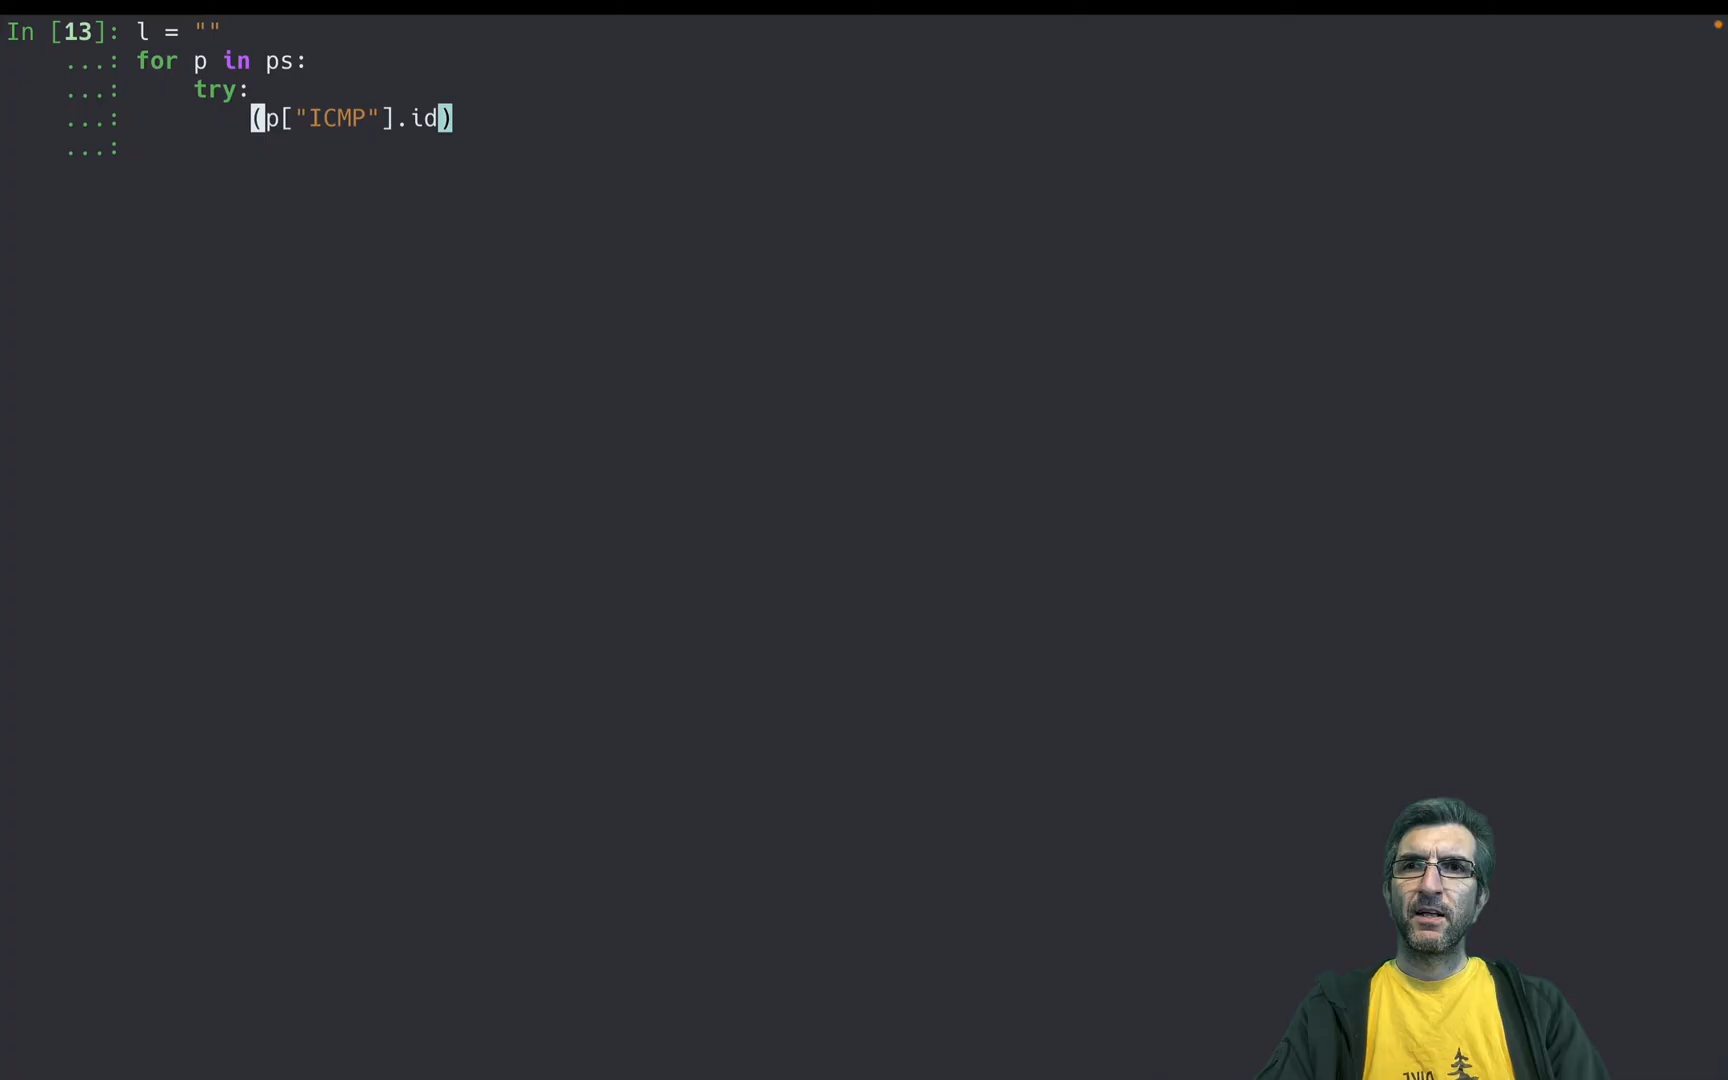 In [13]: l = ""
...: for p in ps:
...:     try:
...:         (p["ICMP"].id)
...: